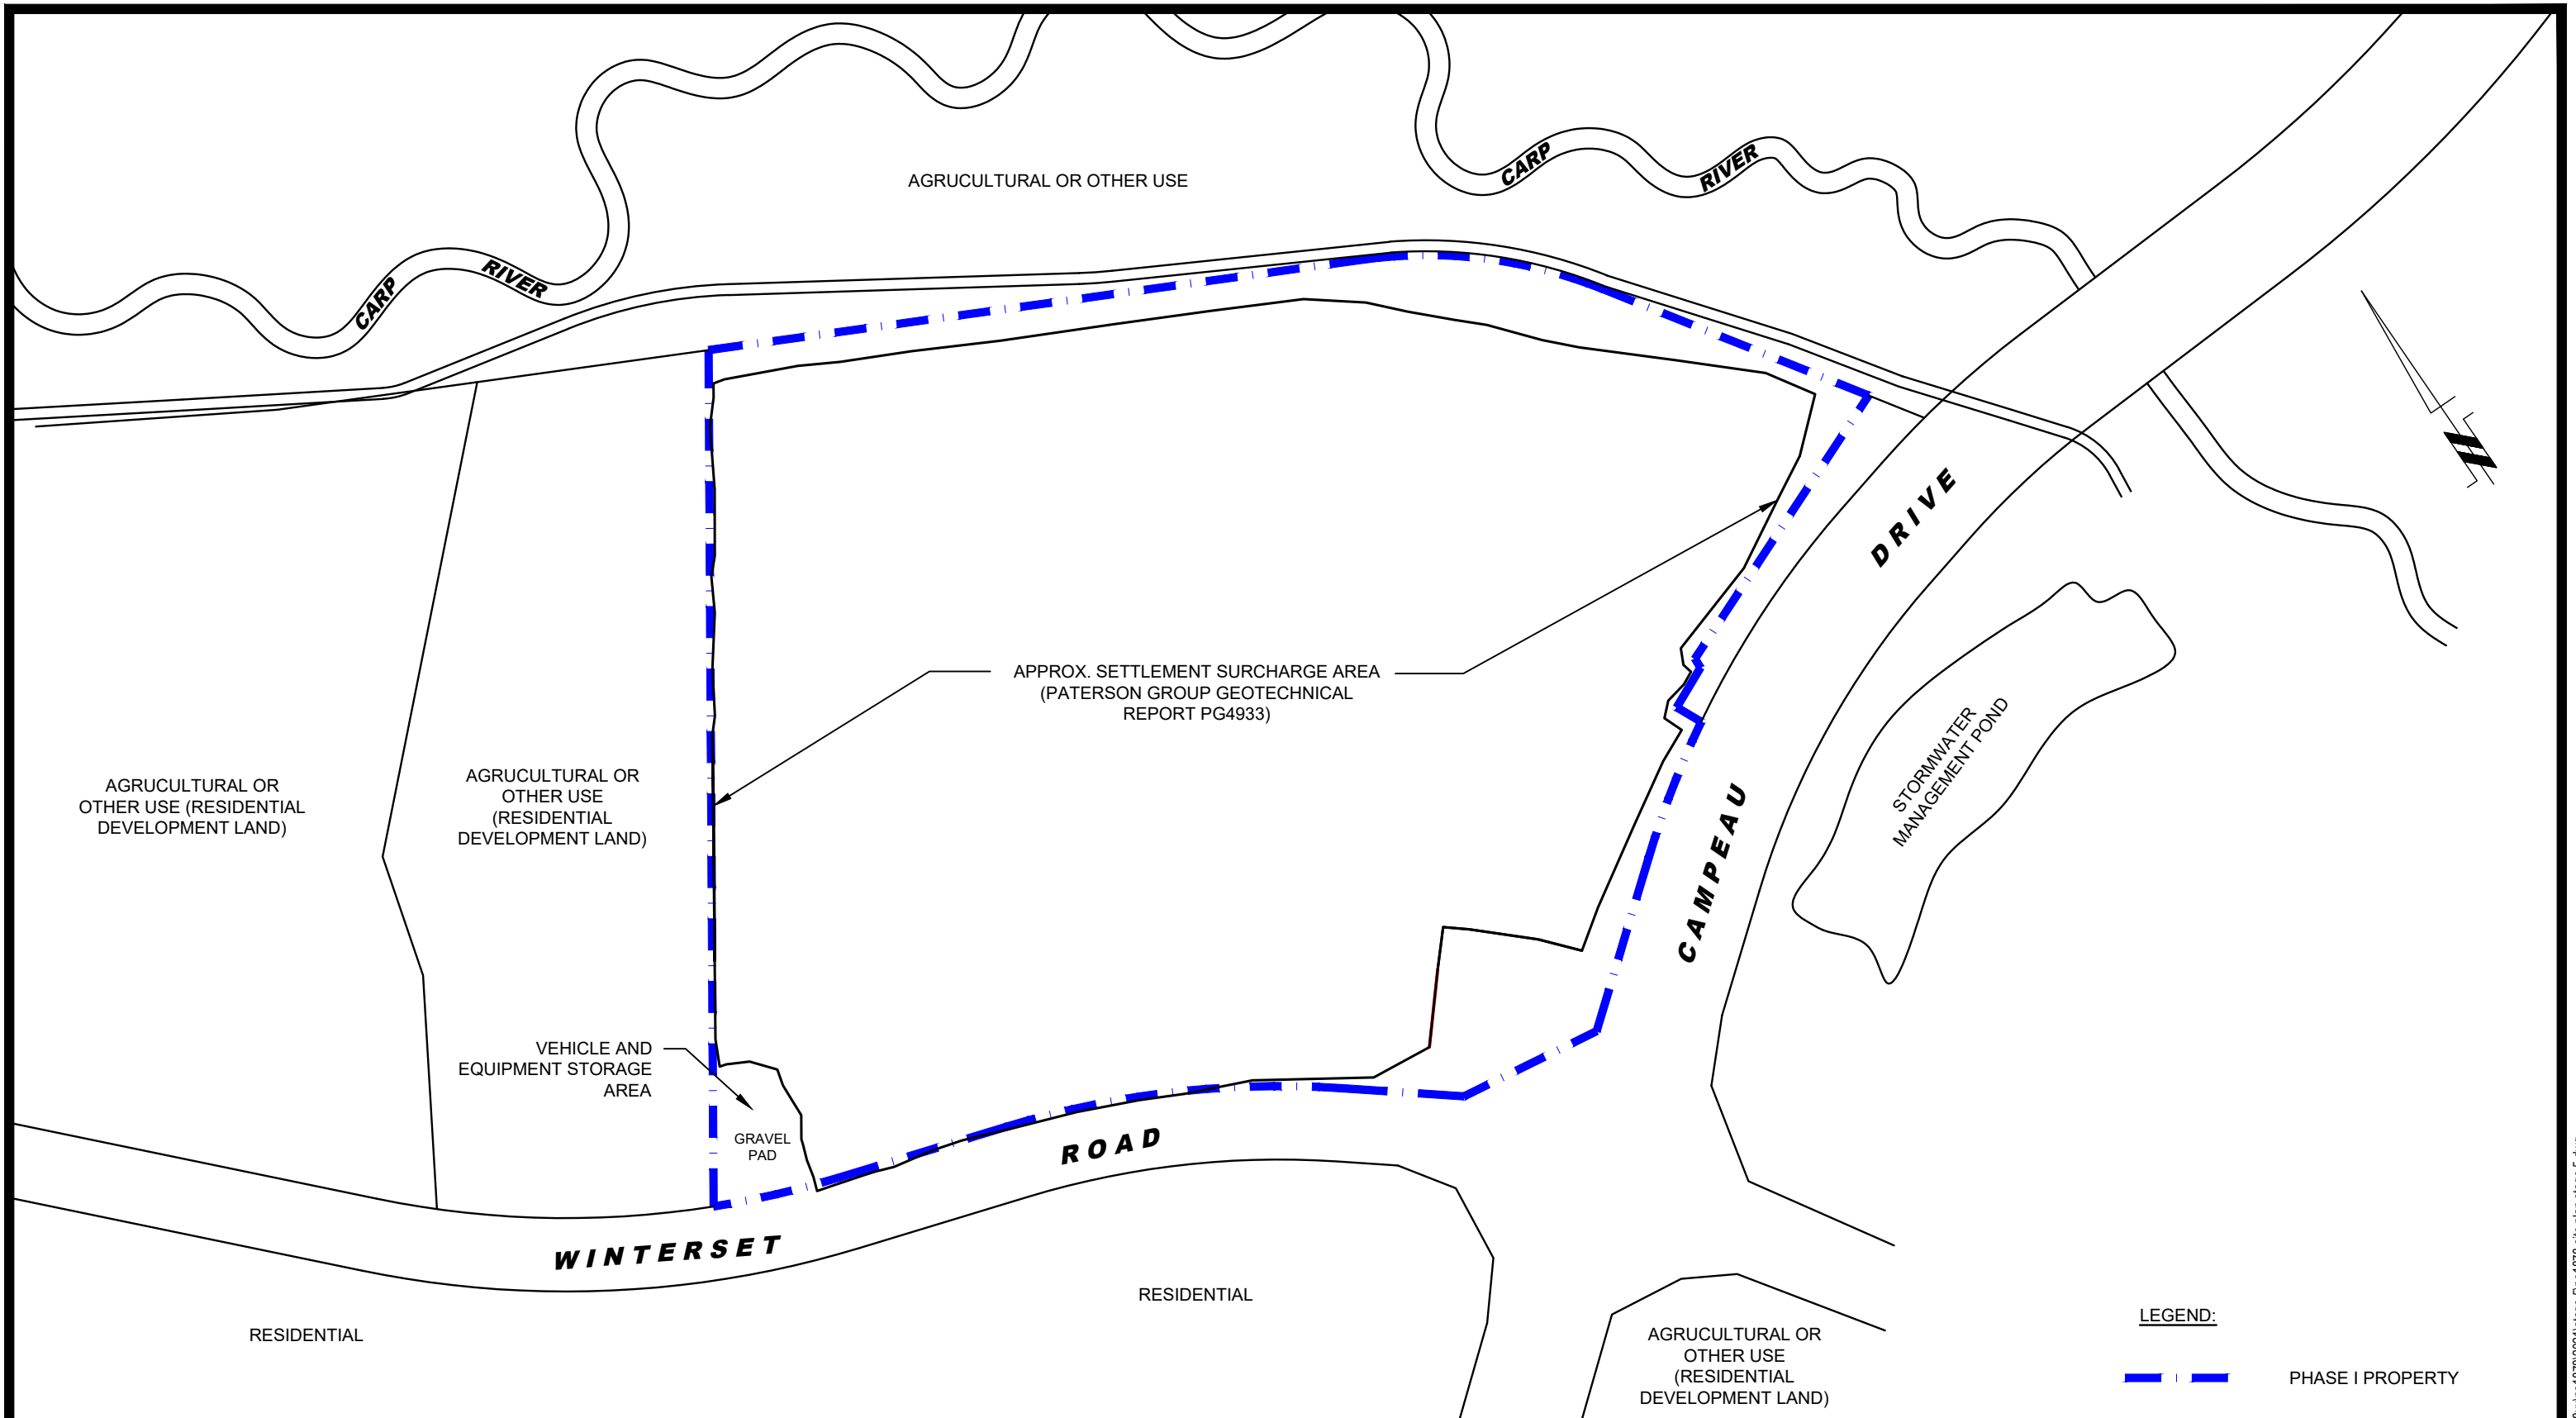 AGRUCULTURAL OR OTHER USE
CARP
RIVER
CARP
RIVER
DRIVE
APPROX. SETTLEMENT SURCHARGE AREA
(PATERSON GROUP GEOTECHNICAL
REPORT PG4933)
STORMWATER
MANAGEMENT POND
AGRUCULTURAL OR
OTHER USE (RESIDENTIAL
DEVELOPMENT LAND)
AGRUCULTURAL OR
OTHER USE
(RESIDENTIAL
DEVELOPMENT LAND)
CAMPEAU
VEHICLE AND
EQUIPMENT STORAGE
AREA
GRAVEL
PAD
ROAD
WINTERSET
RESIDENTIAL
RESIDENTIAL
AGRUCULTURAL OR
OTHER USE
(RESIDENTIAL
DEVELOPMENT LAND)
LEGEND:
PHASE I PROPERTY